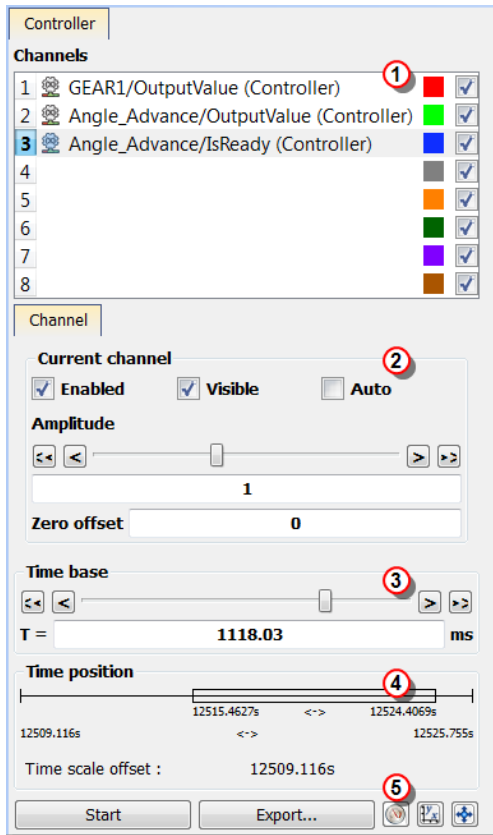 Controller
Channels
1
1 GEAR1/OutputValue (Controller)
2 Angle_Advance/OutputValue (Controller)
3 Angle_Advance/IsReady (Controller)
4
5
6
7
8
Channel
Current channel 2
Enabled Visible Auto
Amplitude
< >
1
Zero offset 0
Time base 3
< >
T = 1118.03 ms
Time position 4
12515.4627s <-> 12524.4069s
12509.116s <-> 12525.755s
Time scale offset : 12509.116s
5
Start Export...